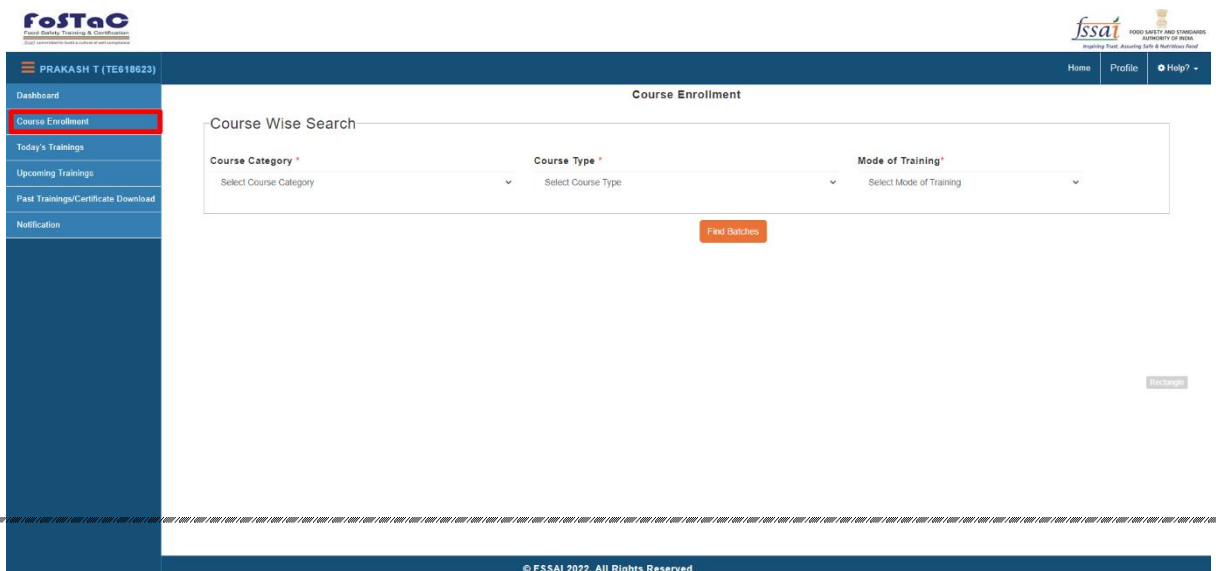 FoSTaC
Food Safety Training & Certification
fssai
FOOD SAFETY AND STANDARDS
AUTHORITY OF INDIA
Inspiring Trust, Assuring Safe & Nutritious Food
PRAKASH T (TE618623)
Home Profile Help?
Dashboard
Course Enrollment
Today's Trainings
Upcoming Trainings
Past Trainings/Certificate Download
Notification
Course Enrollment
Course Wise Search
Course Category * Course Type * Mode of Training*
Select Course Category Select Course Type Select Mode of Training
Find Batches
Rectangle
© FSSAI 2022. All Rights Reserved